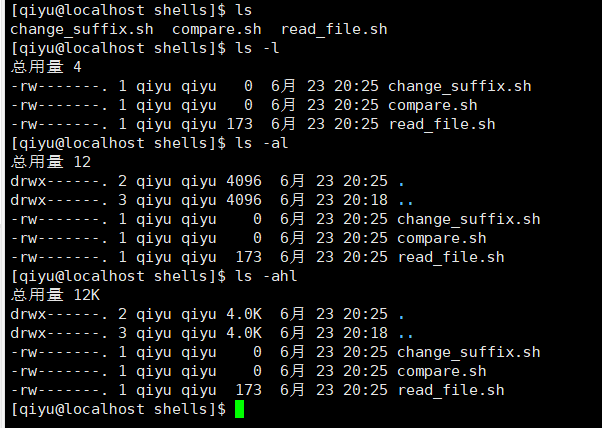 [qiyu@localhost shells]$ ls
change_suffix.sh  compare.sh  read_file.sh
[qiyu@localhost shells]$ ls -l
总用量 4
-rw-------. 1 qiyu qiyu   0  6月  23 20:25 change_suffix.sh
-rw-------. 1 qiyu qiyu   0  6月  23 20:25 compare.sh
-rw-------. 1 qiyu qiyu 173  6月  23 20:25 read_file.sh
[qiyu@localhost shells]$ ls -al
总用量 12
drwx------. 2 qiyu qiyu 4096  6月  23 20:25 .
drwx------. 3 qiyu qiyu 4096  6月  23 20:18 ..
-rw-------. 1 qiyu qiyu    0  6月  23 20:25 change_suffix.sh
-rw-------. 1 qiyu qiyu    0  6月  23 20:25 compare.sh
-rw-------. 1 qiyu qiyu  173  6月  23 20:25 read_file.sh
[qiyu@localhost shells]$ ls -ahl
总用量 12K
drwx------. 2 qiyu qiyu 4.0K  6月  23 20:25 .
drwx------. 3 qiyu qiyu 4.0K  6月  23 20:18 ..
-rw-------. 1 qiyu qiyu    0  6月  23 20:25 change_suffix.sh
-rw-------. 1 qiyu qiyu    0  6月  23 20:25 compare.sh
-rw-------. 1 qiyu qiyu  173  6月  23 20:25 read_file.sh
[qiyu@localhost shells]$